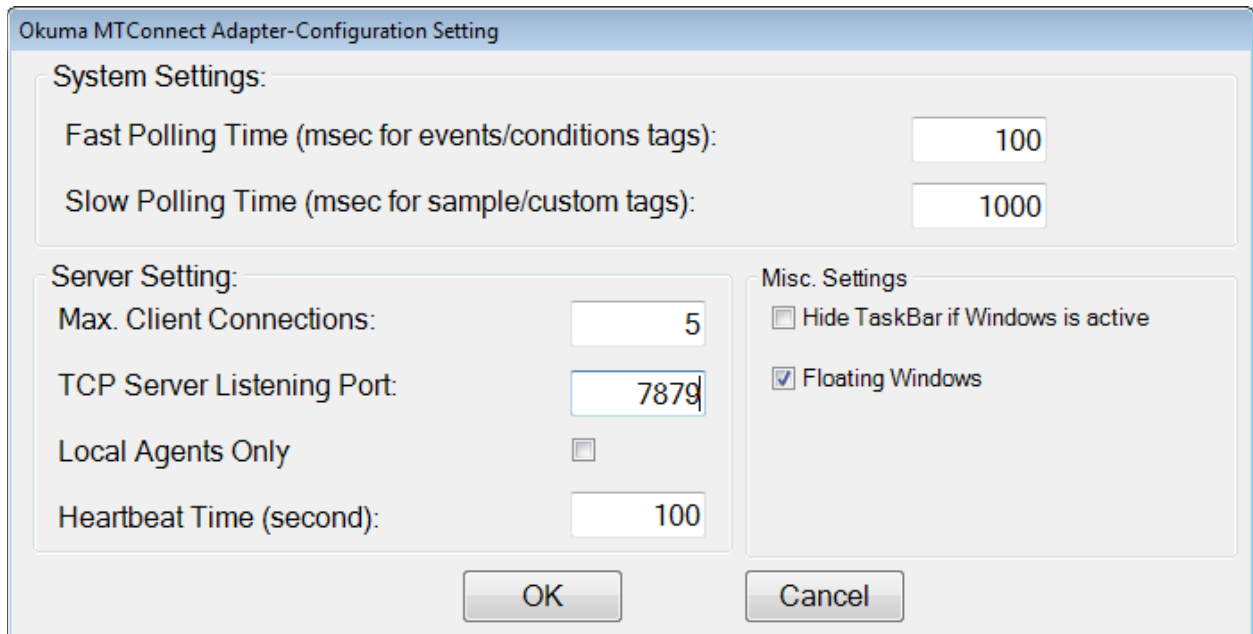 Okuma MTConnect Adapter-Configuration Setting
System Settings:
Fast Polling Time (msec for events/conditions tags): 100
Slow Polling Time (msec for sample/custom tags): 1000
Server Setting:
Max. Client Connections: 5
TCP Server Listening Port: 7879
Local Agents Only
Heartbeat Time (second): 100
Misc. Settings
Hide TaskBar if Windows is active
Floating Windows
OK
Cancel